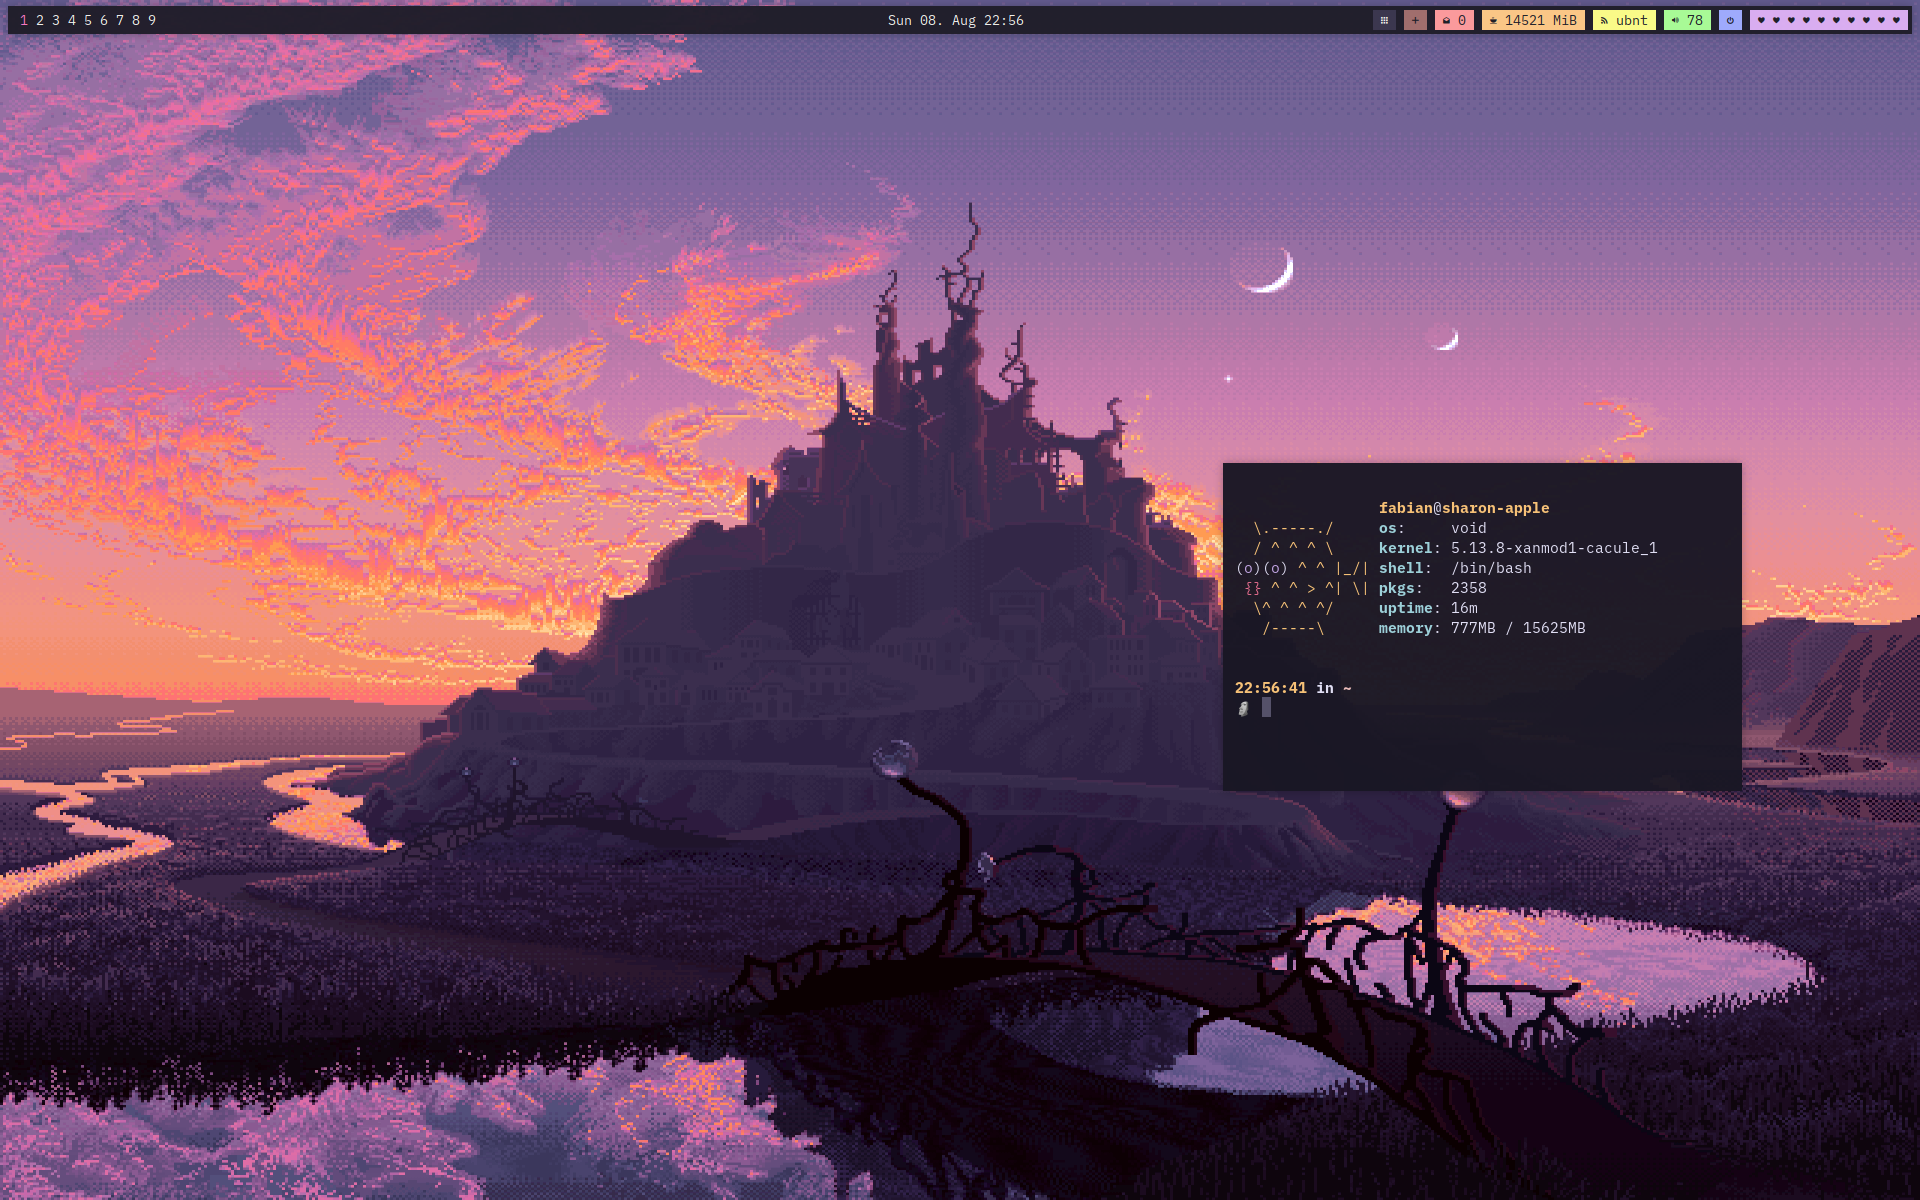 1 2 3 4 5 6 7 8 9
Sun 08. Aug 22:56
0
14521 MiB
ubnt
78
fabian@sharon-apple
\.-----./ os: void
/ ^ ^ ^ \ kernel: 5.13.8-xanmod1-cacule_1
(o)(o) ^ ^ |_/| shell: /bin/bash
{} ^ ^ > ^| \| pkgs: 2358
\^ ^ ^ ^/ uptime: 16m
/-----\ memory: 777MB / 15625MB
22:56:41 in ~